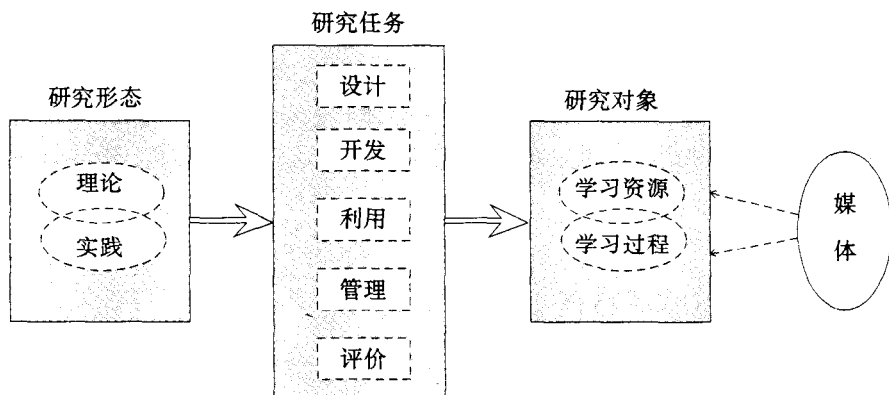 研究任务
设计
开发
利用
管理
评价
研究形态
理论
实践
研究对象
学习资源
学习过程
媒
体